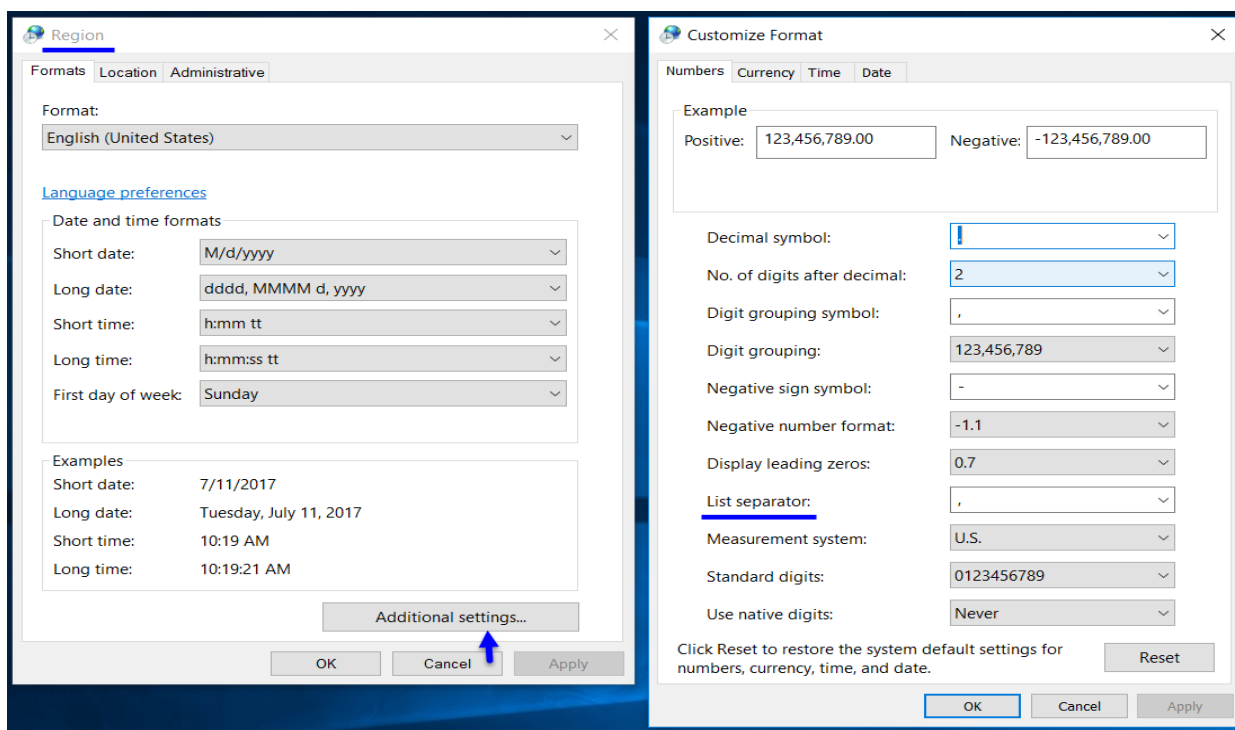 Region
Formats Location Administrative
Format:
English (United States)
Language preferences
Date and time formats
Short date: M/d/yyyy
Long date: dddd, MMMM d, yyyy
Short time: h:mm tt
Long time: h:mm:ss tt
First day of week: Sunday
Examples
Short date: 7/11/2017
Long date: Tuesday, July 11, 2017
Short time: 10:19 AM
Long time: 10:19:21 AM
Additional settings...
OK Cancel Apply
Customize Format
Numbers Currency Time Date
Example
Positive: 123,456,789.00 Negative: -123,456,789.00
Decimal symbol: .
No. of digits after decimal: 2
Digit grouping symbol: ,
Digit grouping: 123,456,789
Negative sign symbol: -
Negative number format: -1.1
Display leading zeros: 0.7
List separator: ,
Measurement system: U.S.
Standard digits: 0123456789
Use native digits: Never
Click Reset to restore the system default settings for
numbers, currency, time, and date.
Reset
OK Cancel Apply